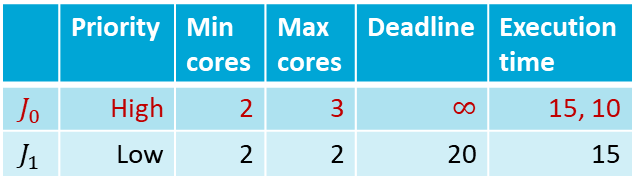 Priority Min cores Max cores Deadline Execution time
J₀ High 2 3 ∞ 15, 10
J₁ Low 2 2 20 15